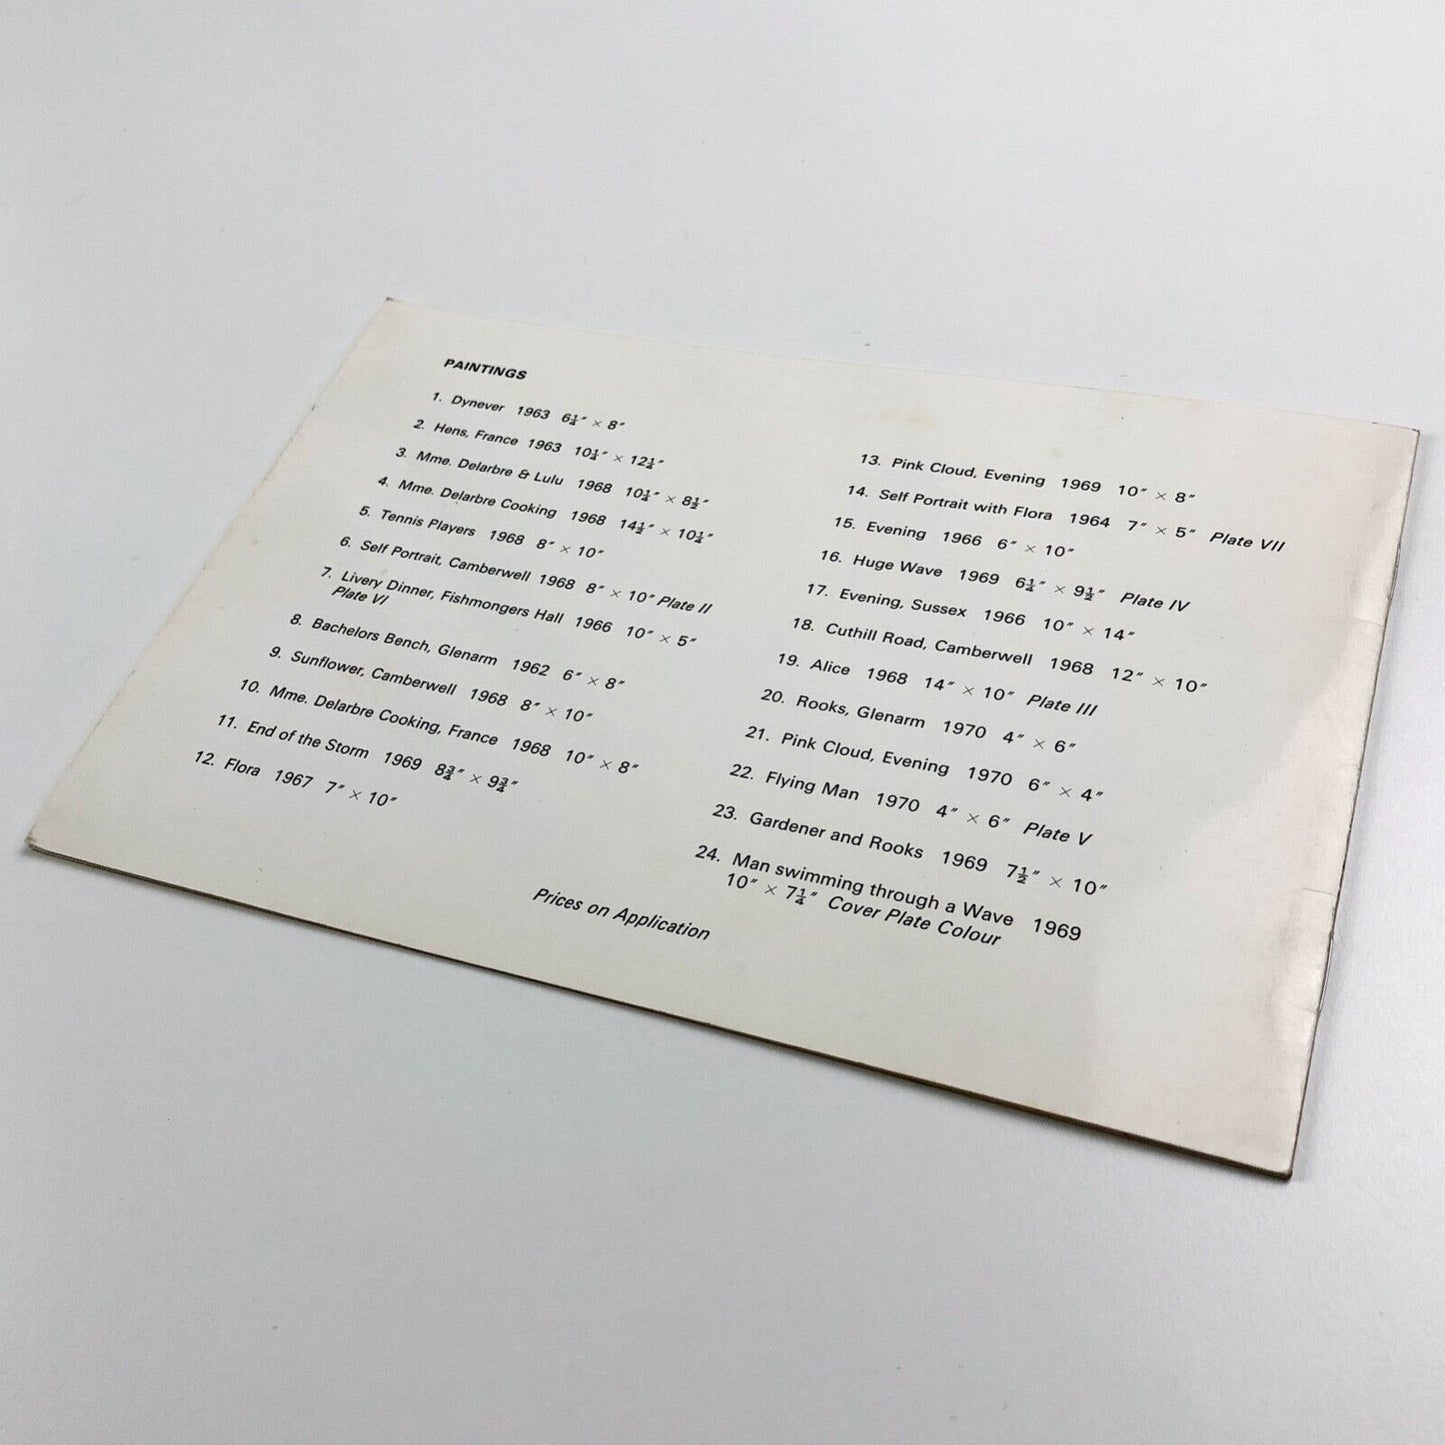 PAINTINGS
1. Dynever 1963 6¼″ × 8″
2. Hens, France 1963 10¼″ × 12¼″
3. Mme. Delarbre & Lulu 1968 10¼″ × 8½″
4. Mme. Delarbre Cooking 1968 14½″ × 10¼″
5. Tennis Players 1968 8″ × 10″
6. Self Portrait, Camberwell 1968 8″ × 10″ Plate II
7. Livery Dinner, Fishmongers Hall 1966 10″ × 5″
Plate VI
8. Bachelors Bench, Glenarm 1962 6″ × 8″
9. Sunflower, Camberwell 1968 8″ × 10″
10. Mme. Delarbre Cooking, France 1968 10″ × 8″
11. End of the Storm 1969 8¾″ × 9¾″
12. Flora 1967 7″ × 10″
13. Pink Cloud, Evening 1969 10″ × 8″
14. Self Portrait with Flora 1964 7″ × 5″ Plate VII
15. Evening 1966 6″ × 10″
16. Huge Wave 1969 6¼″ × 9½″ Plate IV
17. Evening, Sussex 1966 10″ × 14″
18. Cuthill Road, Camberwell 1968 12″ × 10″
19. Alice 1968 14″ × 10″ Plate III
20. Rooks, Glenarm 1970 4″ × 6″
21. Pink Cloud, Evening 1970 6″ × 4″
22. Flying Man 1970 4″ × 6″ Plate V
23. Gardener and Rooks 1969 7½″ × 10″
24. Man swimming through a Wave 1969
10″ × 7¼″ Cover Plate Colour
Prices on Application